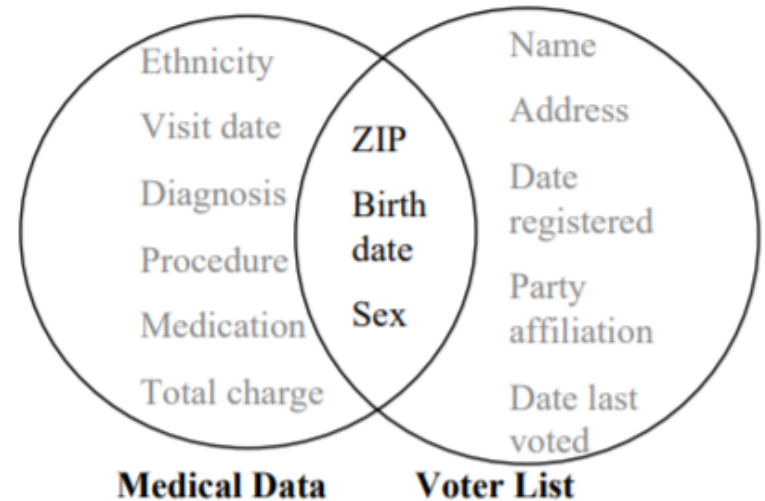 Ethnicity
Visit date
Diagnosis
Procedure
Medication
Total charge
ZIP
Birth
date
Sex
Name
Address
Date
registered
Party
affiliation
Date last
voted
Medical Data
Voter List